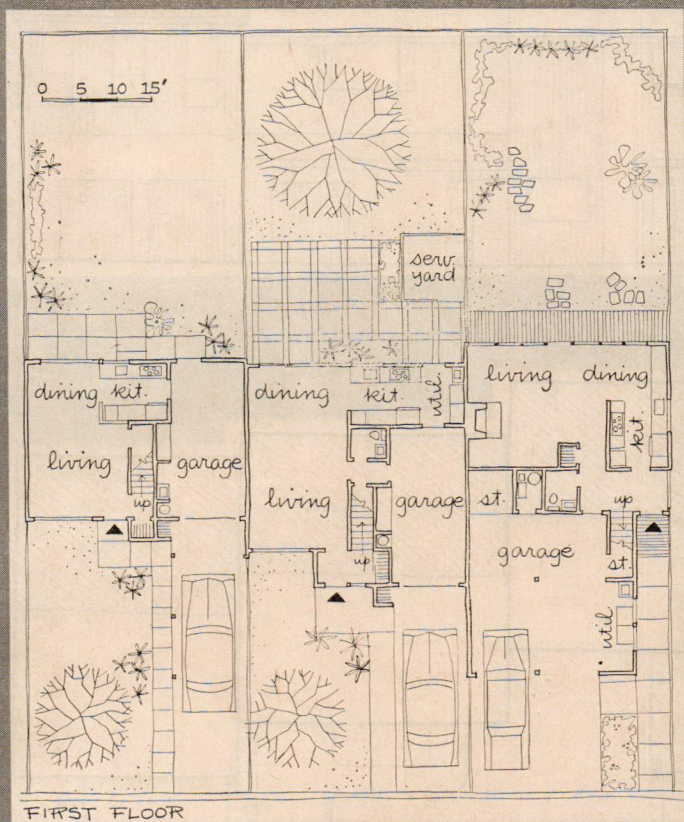 0 5 10 15'
serv.
yard
dining kit.
living
up
garage
dining kit. util.
living
up
garage
living dining
kit.
st.
up
garage
st.
util
FIRST FLOOR